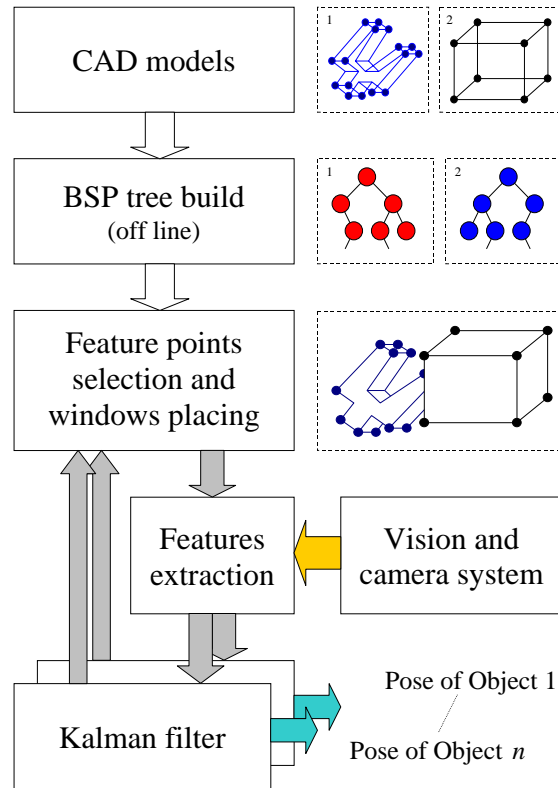 CAD models
1
2
BSP tree build
(off line)
1
2
Feature points
selection and
windows placing
Features
extraction
Vision and
camera system
Kalman filter
Pose of Object 1
Pose of Object n